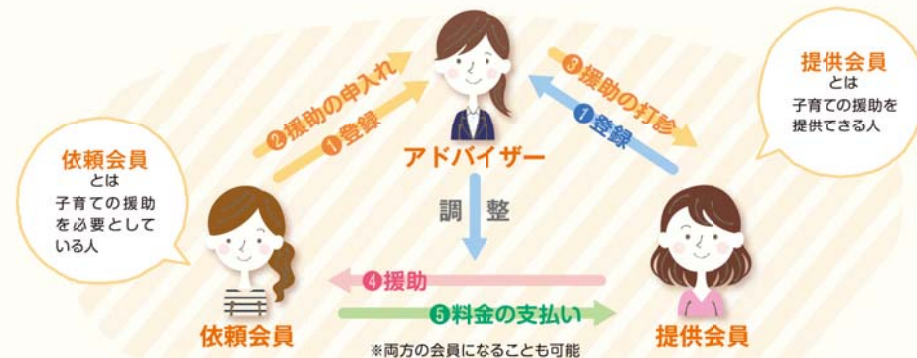 提供会員
とは
子育ての援助を
提供できる人
❷援助の申入れ
❶登録
❸援助の打診
❶登録
アドバイザー
依頼会員
とは
子育ての援助
を必要として
いる人
調整
❹援助
❺料金の支払い
依頼会員
提供会員
※両方の会員になることも可能